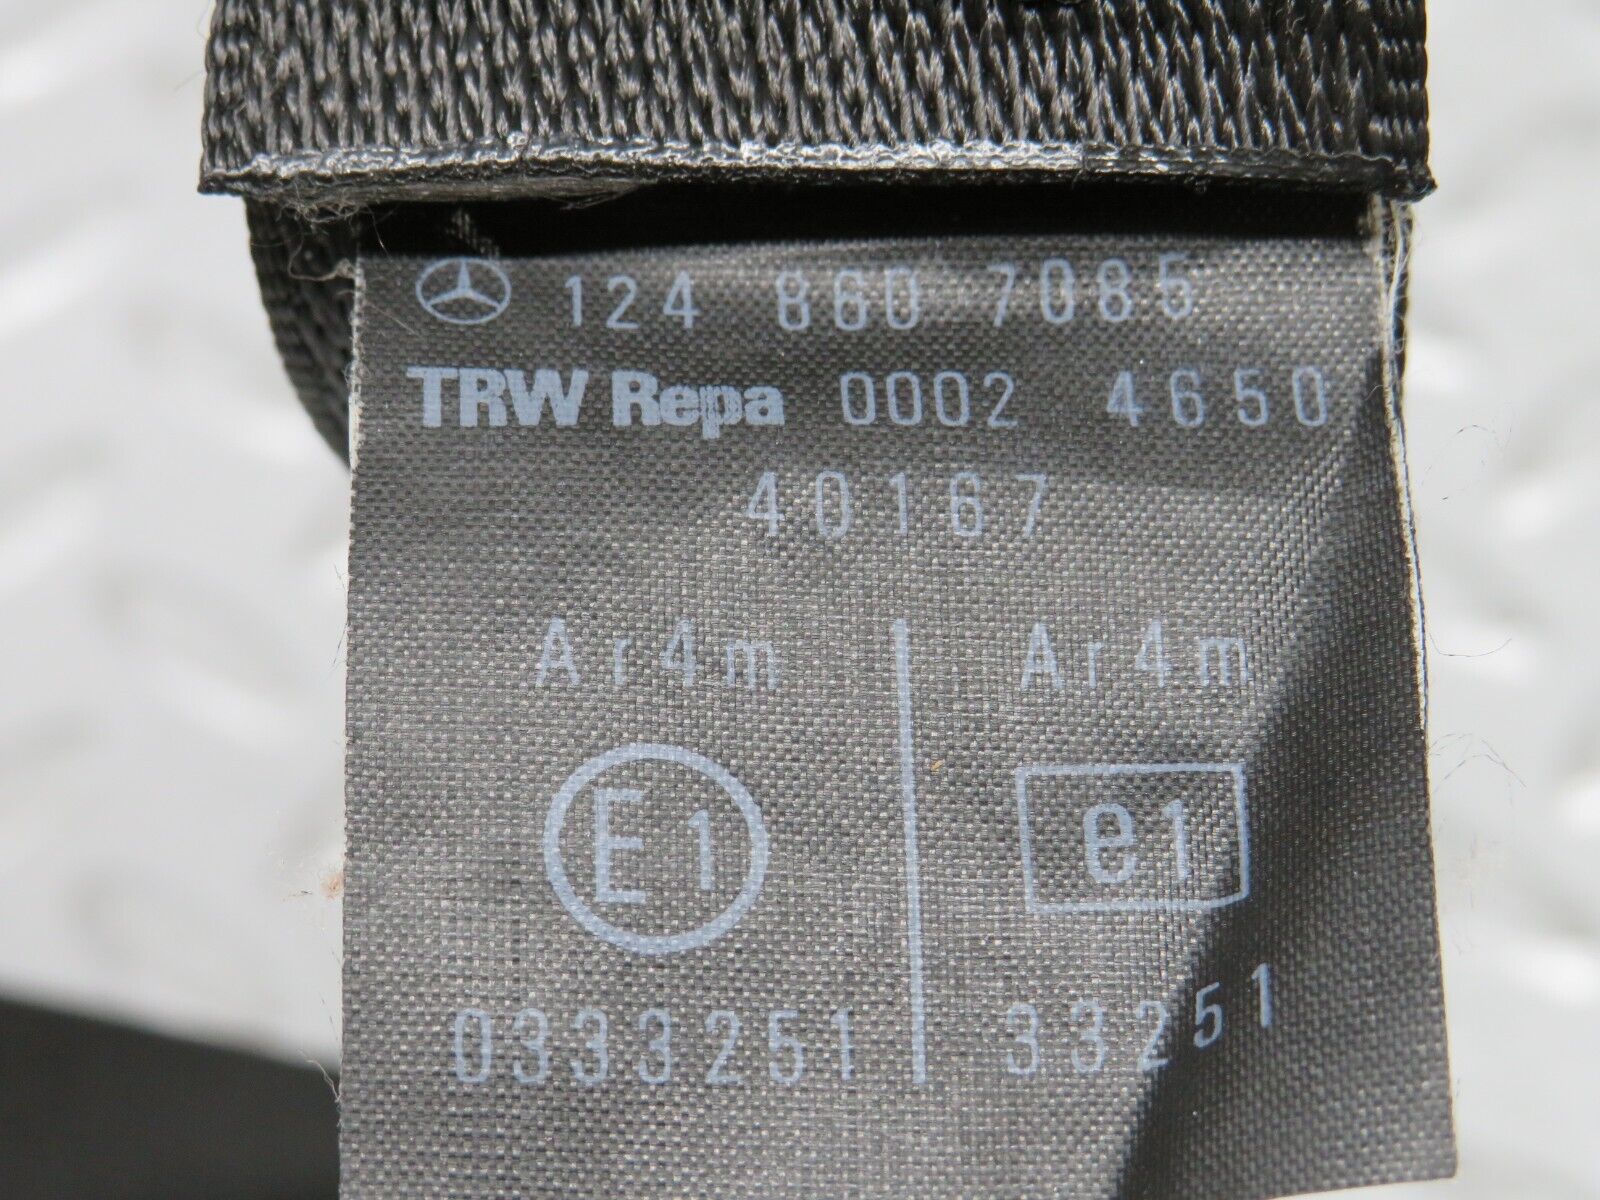 124 860 7085
TRW Repa 0002 4650
40167
Ar4m Ar4m
E1 e1
0333251 33251